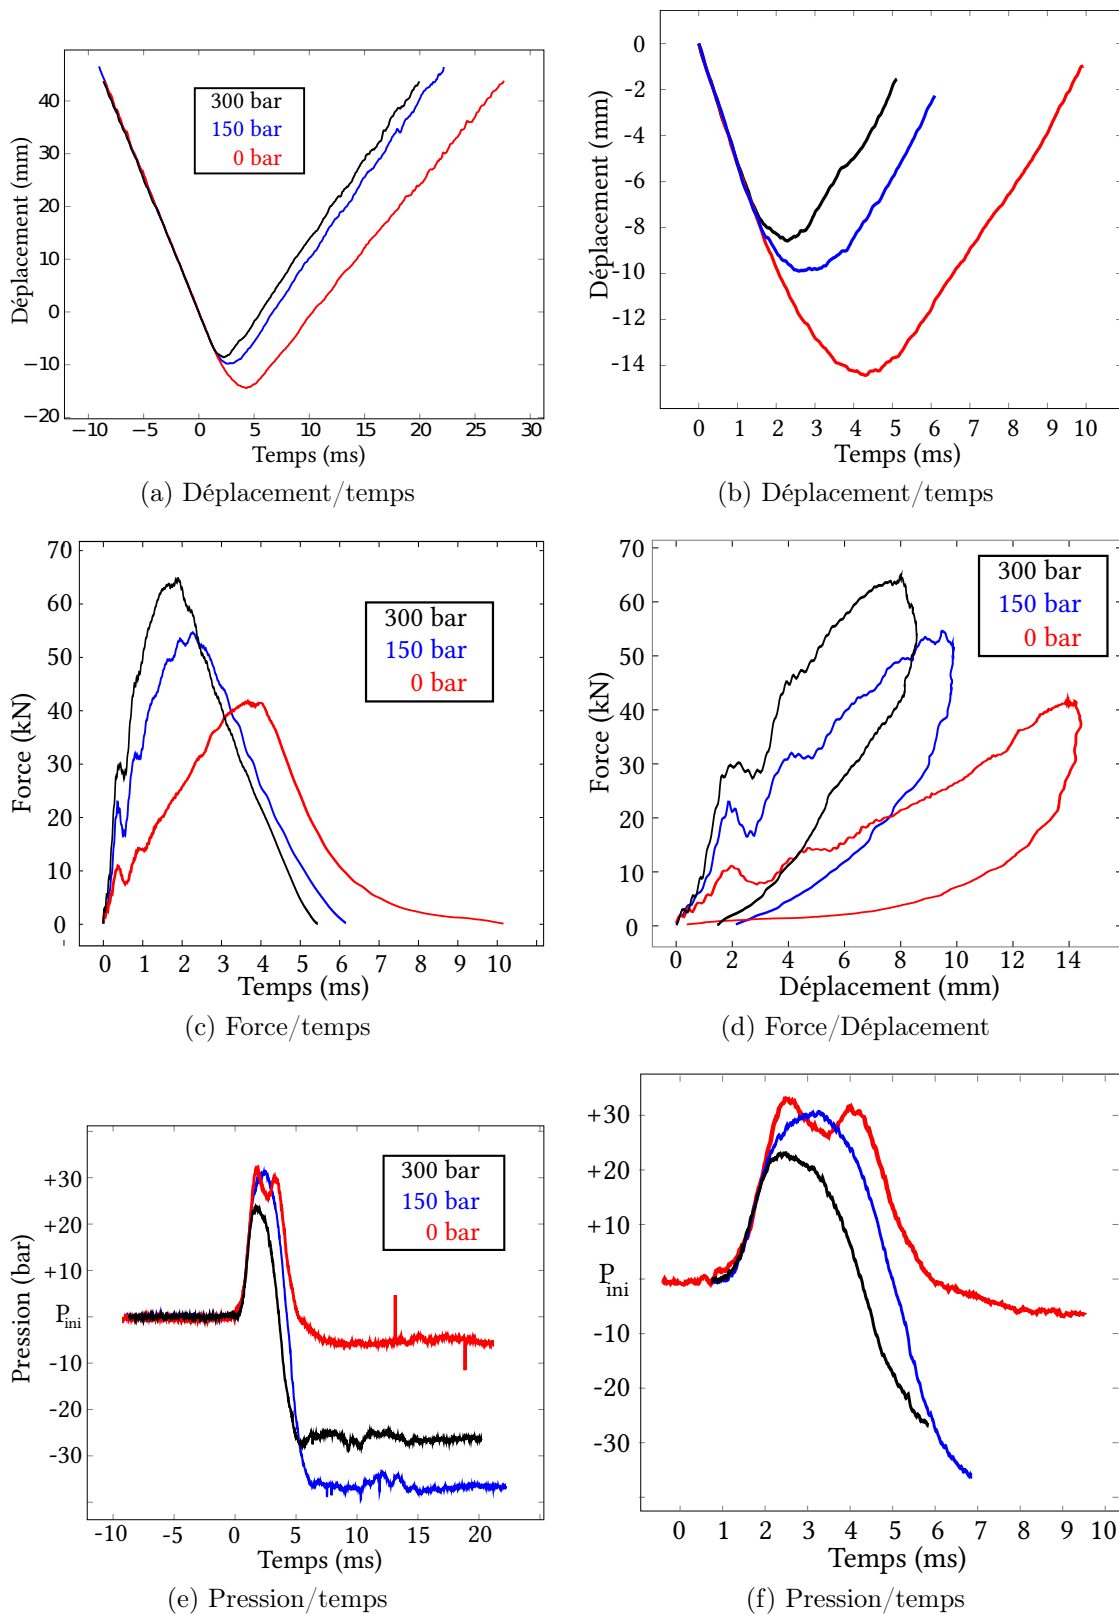 40
30
20
10
0
−10
−20
Déplacement (mm)
300 bar
150 bar
0 bar
−10 −5 0 5 10 15 20 25 30
Temps (ms)
(a) Déplacement/temps
0
-2
-4
-6
-8
-10
-12
-14
Déplacement (mm)
0 1 2 3 4 5 6 7 8 9 10
Temps (ms)
(b) Déplacement/temps
70
60
50
40
30
20
10
0
Force (kN)
300 bar
150 bar
0 bar
0 1 2 3 4 5 6 7 8 9 10
Temps (ms)
(c) Force/temps
70
60
50
40
30
20
10
0
Force (kN)
300 bar
150 bar
0 bar
0 2 4 6 8 10 12 14
Déplacement (mm)
(d) Force/Déplacement
+30
+20
+10
P_ini
-10
-20
-30
Pression (bar)
300 bar
150 bar
0 bar
-10 -5 0 5 10 15 20
Temps (ms)
(e) Pression/temps
+30
+20
+10
P_ini
-10
-20
-30
0 1 2 3 4 5 6 7 8 9 10
Temps (ms)
(f) Pression/temps